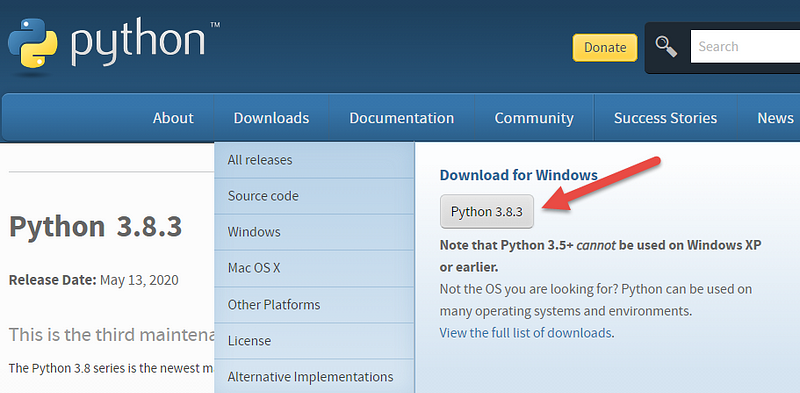 python™
Donate
Search
About
Downloads
Documentation
Community
Success Stories
News
All releases
Source code
Windows
Mac OS X
Other Platforms
License
Alternative Implementations
Download for Windows
Python 3.8.3
Note that Python 3.5+ cannot be used on Windows XP
or earlier.
Not the OS you are looking for? Python can be used on
many operating systems and environments.
View the full list of downloads.
Python 3.8.3
Release Date: May 13, 2020
This is the third maintena
The Python 3.8 series is the newest m